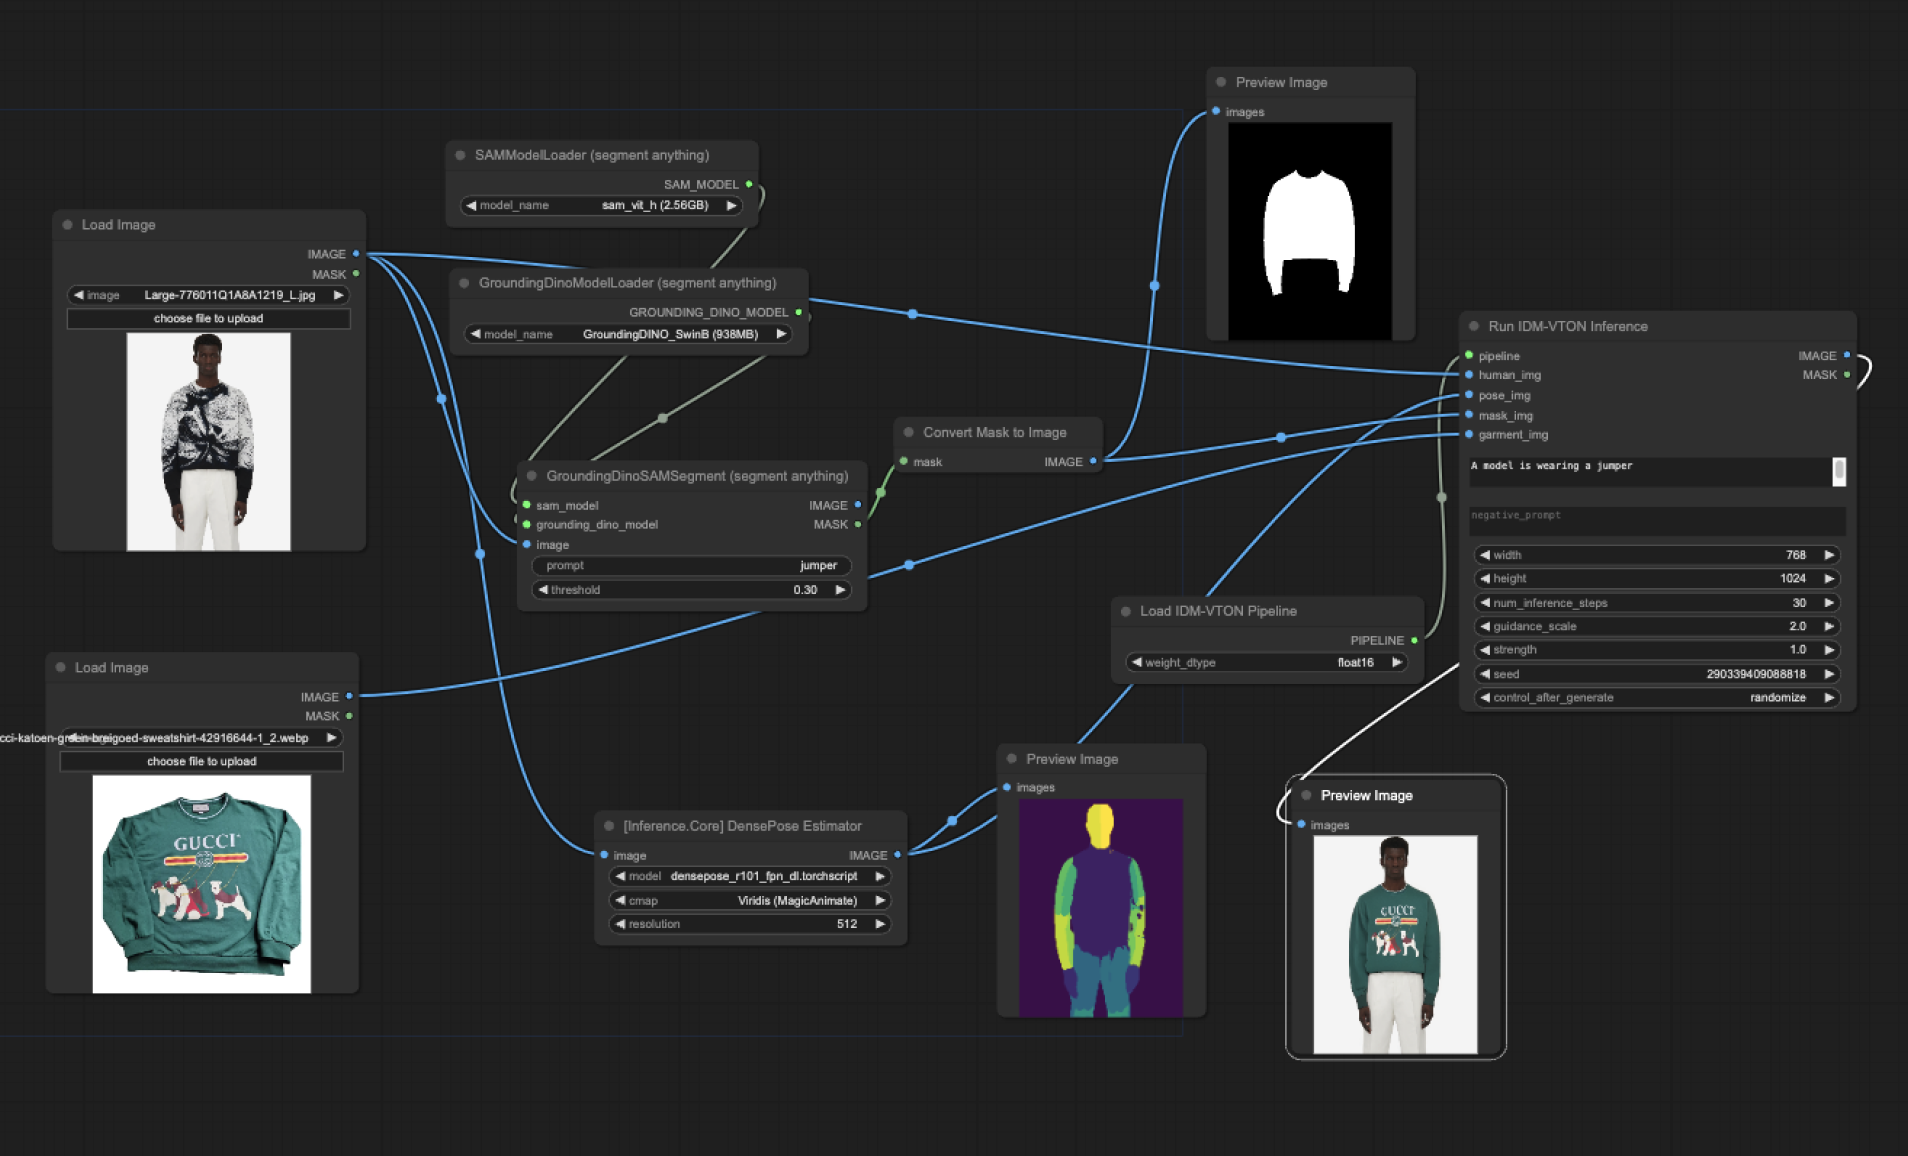 Preview Image
images
SAMModelLoader (segment anything)
SAM_MODEL
model_name sam_vit_h (2.56GB)
Load Image
IMAGE
MASK
image Large-776011Q1A8A1219_L.jpg
choose file to upload
GroundingDinoModelLoader (segment anything)
GROUNDING_DINO_MODEL
model_name GroundingDINO_SwinB (938MB)
Run IDM-VTON Inference
pipeline IMAGE
human_img MASK
pose_img
mask_img
garment_img
A model is wearing a jumper
negative_prompt
width 768
height 1024
num_inference_steps 30
guidance_scale 2.0
strength 1.0
seed 290339409088818
control_after_generate randomize
Convert Mask to Image
mask IMAGE
GroundingDinoSAMSegment (segment anything)
sam_model IMAGE
grounding_dino_model MASK
image
prompt jumper
threshold 0.30
Load IDM-VTON Pipeline
PIPELINE
weight_dtype float16
Load Image
IMAGE
MASK
cci-katoen-groen-breigoed-sweatshirt-42916644-1_2.webp
choose file to upload
GUCCI
[Inference.Core] DensePose Estimator
image IMAGE
model densepose_r101_fpn_dl.torchscript
cmap Viridis (MagicAnimate)
resolution 512
Preview Image
images
Preview Image
images
GUCCI